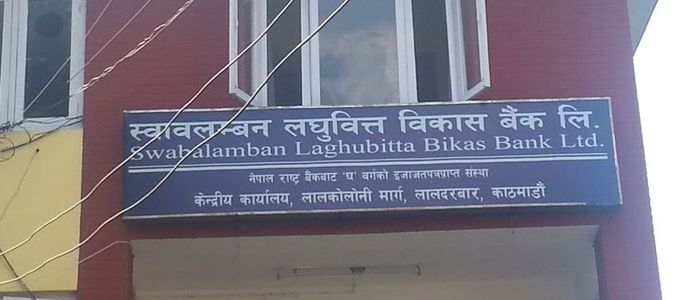 स्वावलम्बन लघुवित्त विकास बैंक लि.
Swabalamban Laghubitta Bikas Bank Ltd.
नेपाल राष्ट्र बैंकबाट 'घ' वर्गको इजाजतपत्रप्राप्त संस्था
केन्द्रीय कार्यालय, लालकोलोनी मार्ग, लालदरबार, काठमाडौं